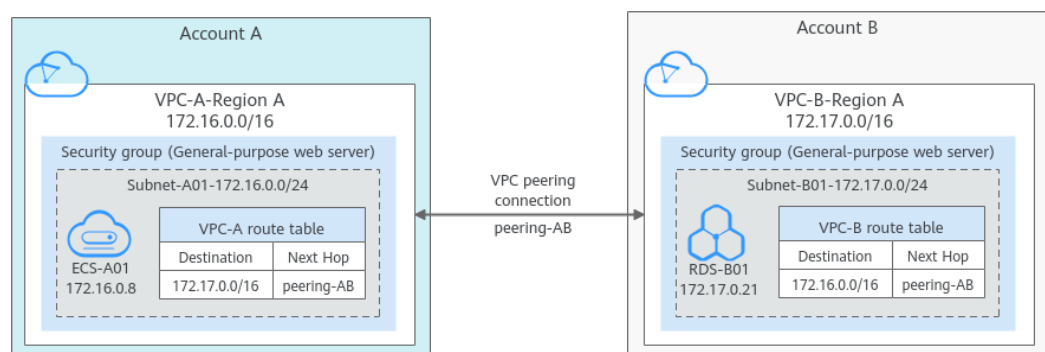 Account A
VPC-A-Region A
172.16.0.0/16
Security group (General-purpose web server)
Subnet-A01-172.16.0.0/24
ECS-A01
172.16.0.8
VPC-A route table
Destination Next Hop
172.17.0.0/16 peering-AB
VPC peering
connection
peering-AB
Account B
VPC-B-Region A
172.17.0.0/16
Security group (General-purpose web server)
Subnet-B01-172.17.0.0/24
RDS-B01
172.17.0.21
VPC-B route table
Destination Next Hop
172.16.0.0/16 peering-AB